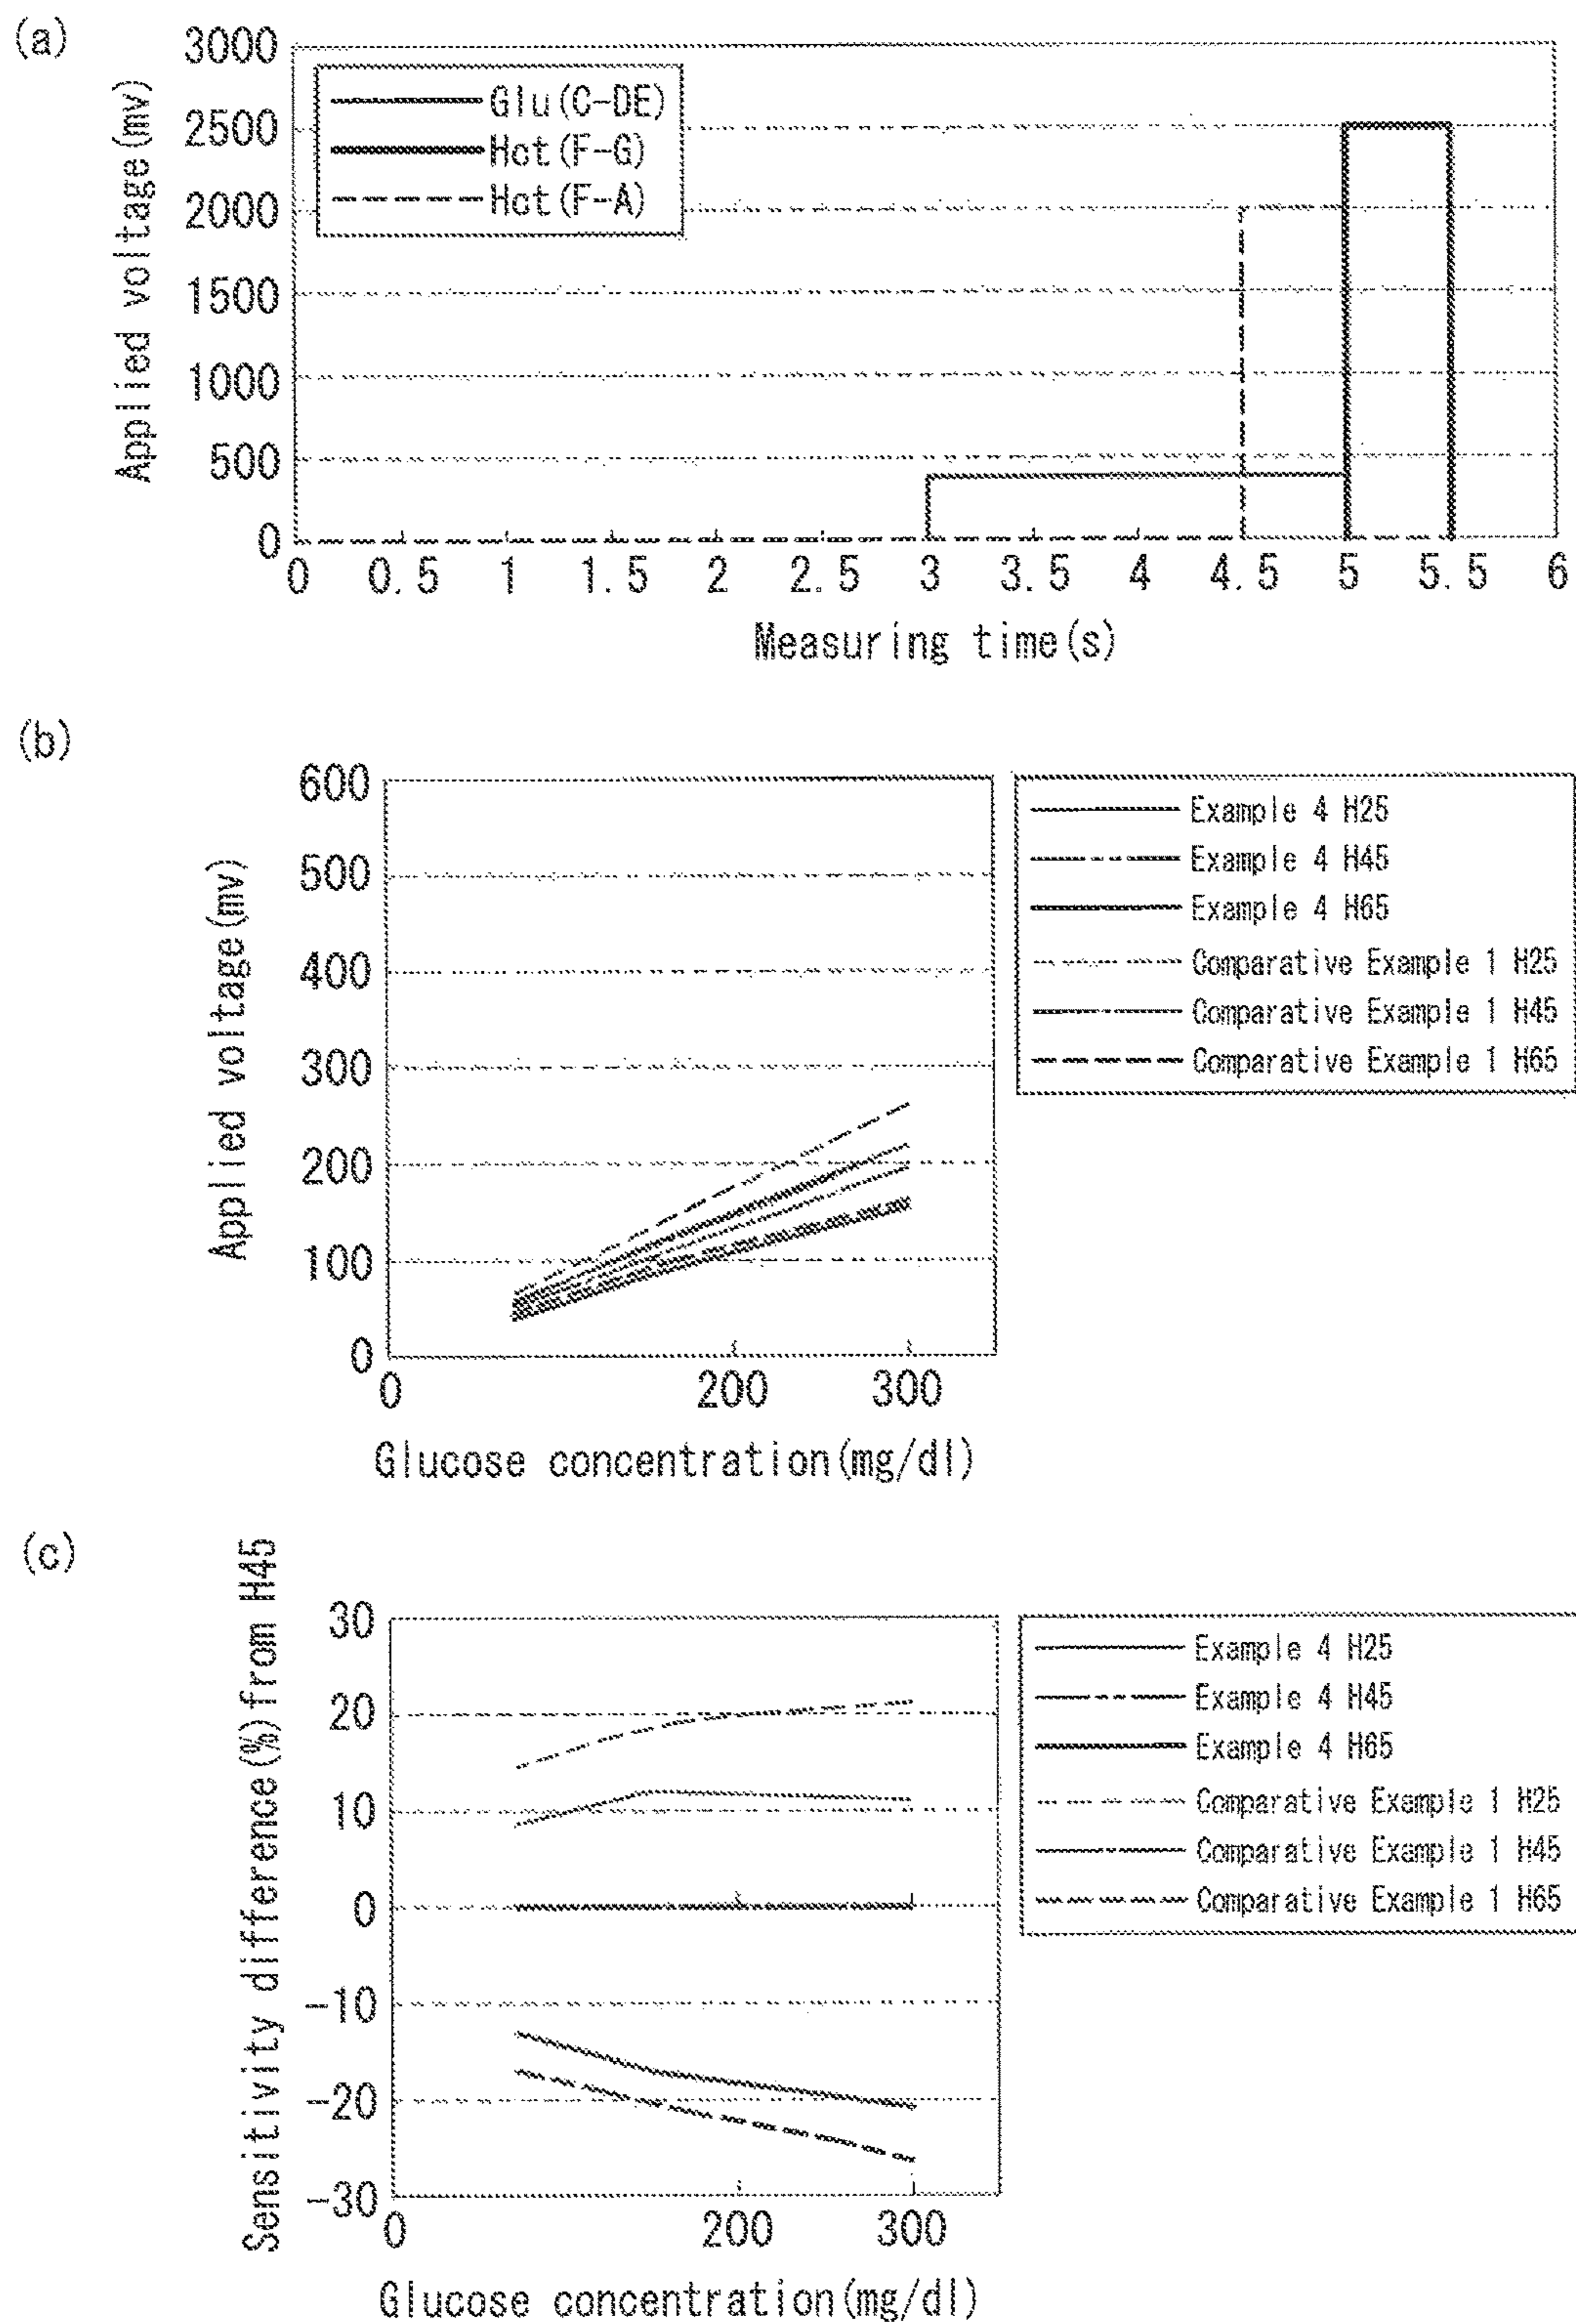 (a)
Applied voltage(mv)
3000
2500
2000
1500
1000
500
0
Glu(C-DE)
Hct(F-G)
Hct(F-A)
0 0.5 1 1.5 2 2.5 3 3.5 4 4.5 5 5.5 6
Measuring time(s)
(b)
Applied voltage(mv)
600
500
400
300
200
100
0
0 200 300
Glucose concentration(mg/dl)
Example 4 H25
Example 4 H45
Example 4 H65
Comparative Example 1 H25
Comparative Example 1 H45
Comparative Example 1 H65
(c)
Sensitivity difference(%)from H45
30
20
10
0
-10
-20
-30
0 200 300
Glucose concentration(mg/dl)
Example 4 H25
Example 4 H45
Example 4 H65
Comparative Example 1 H25
Comparative Example 1 H45
Comparative Example 1 H65